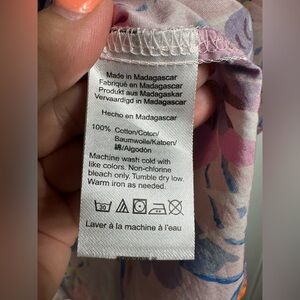 Made in Madagascar
Fabriqué en Madagascar
Produkt aus Madagaskar
Vervaardigd in Madagascar
Hecho en Madagascar
100% Cotton/Coton/
Baumwolle/Katoen/
綿/Algodón
Machine wash cold with
like colors. Non-chlorine
bleach only. Tumble dry low.
Warm iron as needed.
30
Laver à la machine à l'eau